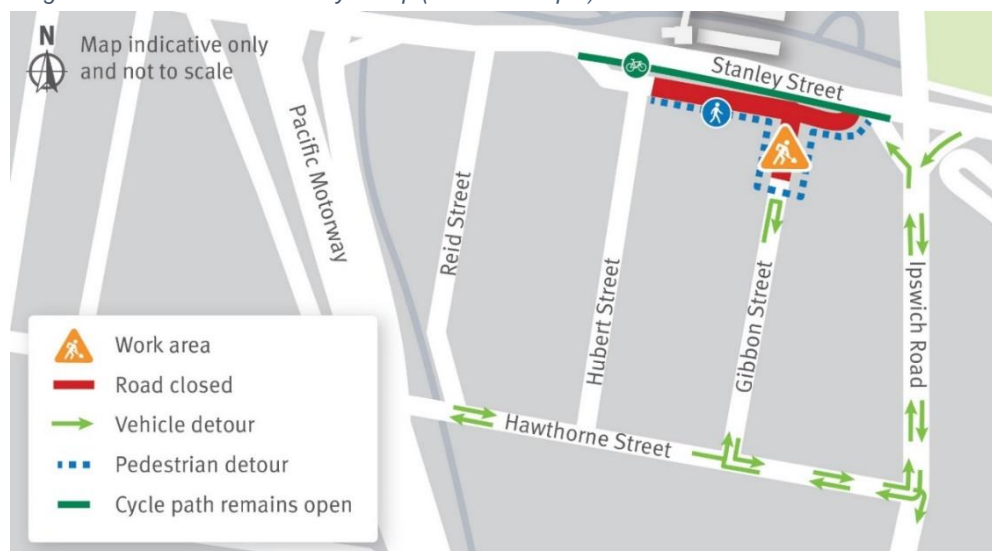 N
Map indicative only
and not to scale
Stanley Street
Pacific Motorway
Reid Street
Hubert Street
Gibbon Street
Ipswich Road
Hawthorne Street
Work area
Road closed
Vehicle detour
Pedestrian detour
Cycle path remains open